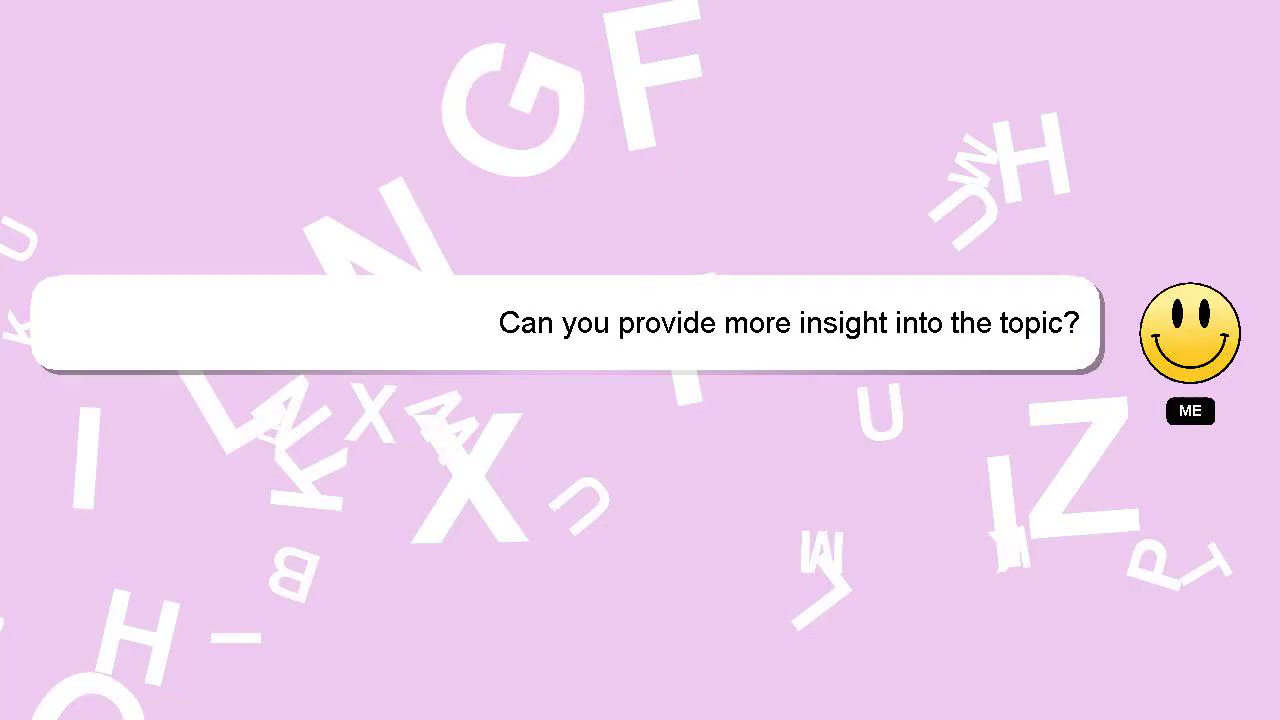 G F
H
W
U
N
U
K
Can you provide more insight into the topic?
ME
X
U
Z
I
K
X
U
B
P
T
H
I